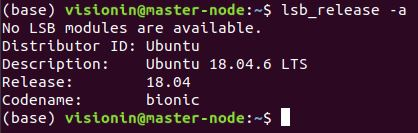 (base) visionin@master-node:~$ lsb_release -a
No LSB modules are available.
Distributor ID: Ubuntu
Description:    Ubuntu 18.04.6 LTS
Release:        18.04
Codename:       bionic
(base) visionin@master-node:~$